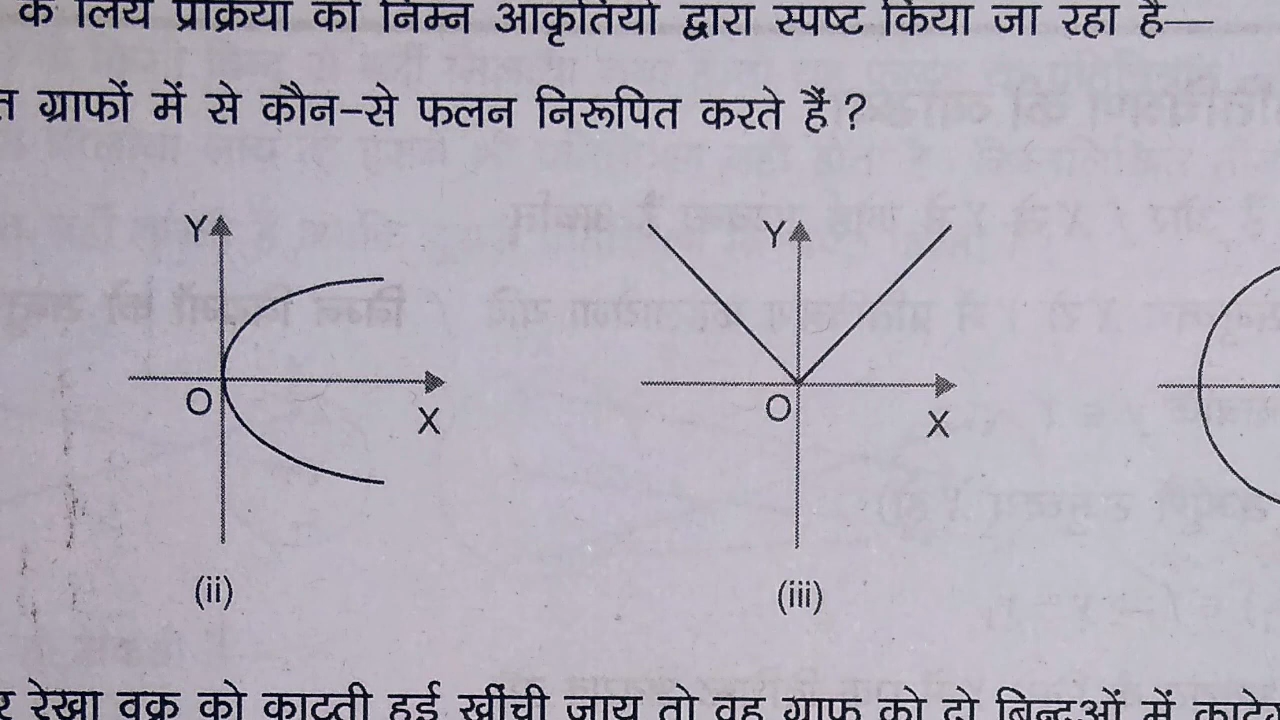 के लिये प्रक्रिया को निम्न आकृतियों द्वारा स्पष्ट किया जा रहा है—
ग्राफों में से कौन-से फलन निरूपित करते हैं ?
Y Y
O X O X
(ii) (iii)
रेखा वक्र को काटती हुई खींची जाय तो वह ग्राफ को दो बिन्दुओं में